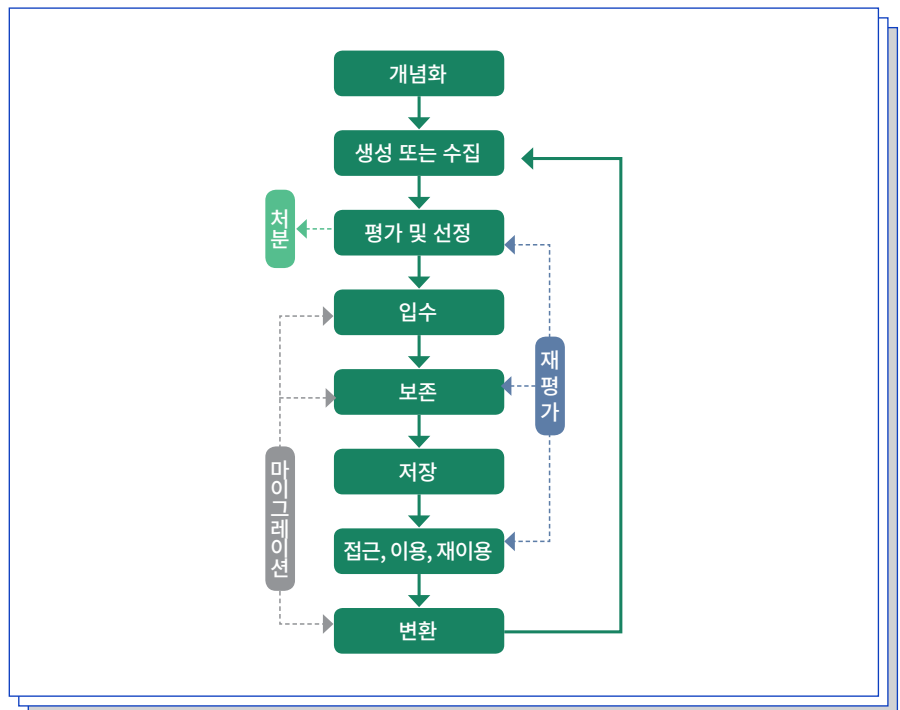 개념화
생성 또는 수집
처분
평가 및 선정
입수
재평가
보존
마이그레이션
저장
접근, 이용, 재이용
변환